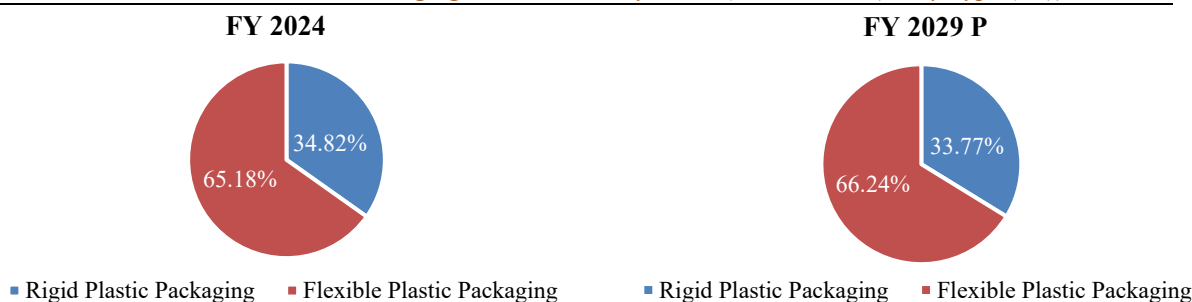 FY 2024
34.82%
65.18%
Rigid Plastic Packaging Flexible Plastic Packaging
FY 2029 P
33.77%
66.24%
Rigid Plastic Packaging Flexible Plastic Packaging